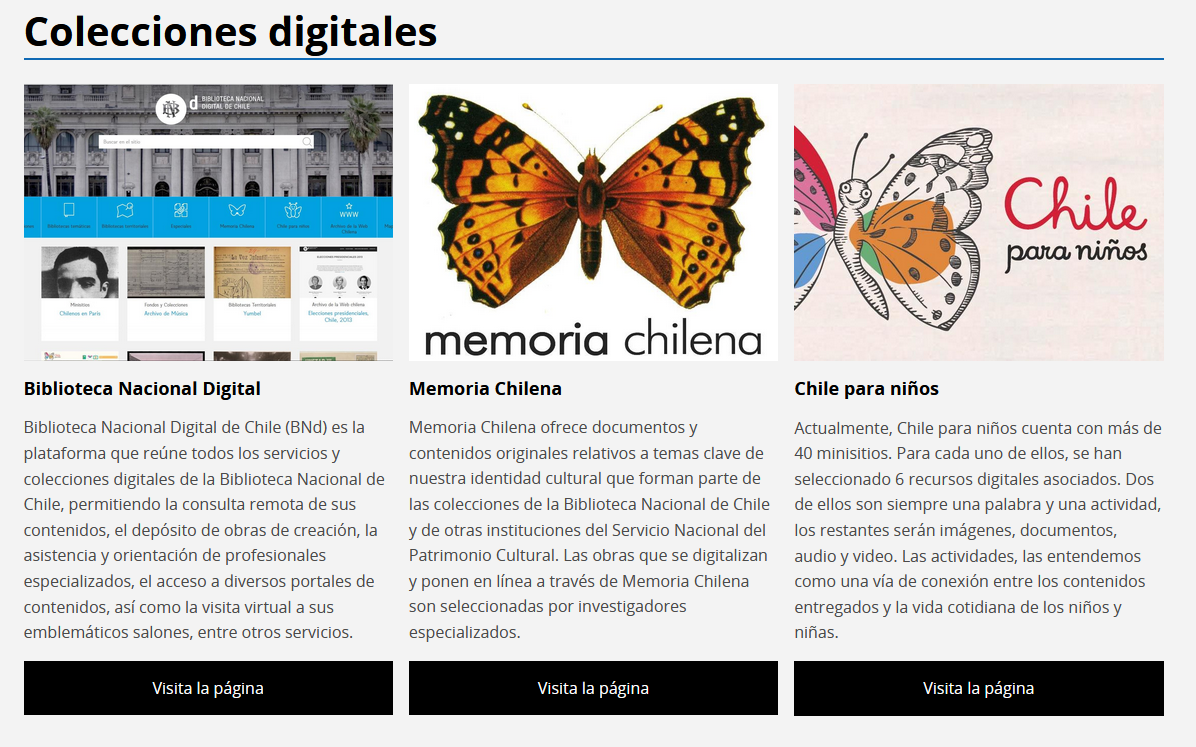 Colecciones digitales
d BIBLIOTECA NACIONAL
DIGITAL DE CHILE
Buscar en el sitio
Bibliotecas temáticas
Bibliotecas territoriales
Especiales
Memoria Chilena
Chile para niños
Archivo de la Web
Chilena
WWW
Minisitios
Chilenos en París
Fondos y Colecciones
Archivo de Música
Bibliotecas Territoriales
Yumbel
Archivo de la Web chilena
Elecciones presidenciales,
Chile, 2013
memoria chilena
Chile
para niños
Biblioteca Nacional Digital
Biblioteca Nacional Digital de Chile (BNd) es la
plataforma que reúne todos los servicios y
colecciones digitales de la Biblioteca Nacional de
Chile, permitiendo la consulta remota de sus
contenidos, el depósito de obras de creación, la
asistencia y orientación de profesionales
especializados, el acceso a diversos portales de
contenidos, así como la visita virtual a sus
emblemáticos salones, entre otros servicios.
Visita la página
Memoria Chilena
Memoria Chilena ofrece documentos y
contenidos originales relativos a temas clave de
nuestra identidad cultural que forman parte de
las colecciones de la Biblioteca Nacional de Chile
y de otras instituciones del Servicio Nacional del
Patrimonio Cultural. Las obras que se digitalizan
y ponen en línea a través de Memoria Chilena
son seleccionadas por investigadores
especializados.
Visita la página
Chile para niños
Actualmente, Chile para niños cuenta con más de
40 minisitios. Para cada uno de ellos, se han
seleccionado 6 recursos digitales asociados. Dos
de ellos son siempre una palabra y una actividad,
los restantes serán imágenes, documentos,
audio y video. Las actividades, las entendemos
como una vía de conexión entre los contenidos
entregados y la vida cotidiana de los niños y
niñas.
Visita la página